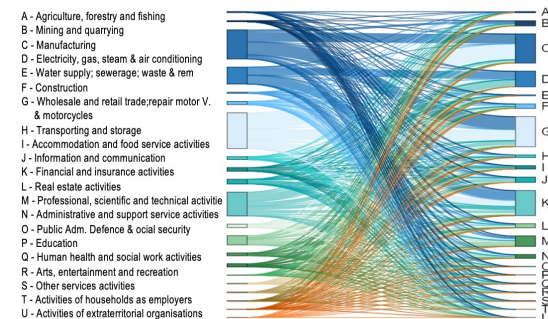 A - Agriculture, forestry and fishing
B - Mining and quarrying
C - Manufacturing
D - Electricity, gas, steam & air conditioning
E - Water supply; sewerage; waste & rem
F - Construction
G - Wholesale and retail trade;repair motor V.
& motorcycles
H - Transporting and storage
I - Accommodation and food service activities
J - Information and communication
K - Financial and insurance activities
L - Real estate activities
M - Professional, scientific and technical activitie
N - Administrative and support service activities
O - Public Adm. Defence & ocial security
P - Education
Q - Human health and social work activities
R - Arts, entertainment and recreation
S - Other services activities
T - Activities of households as employers
U - Activities of extraterritorial organisations
A
B
C
D
E
F
G
H
I
J
K
L
M
N